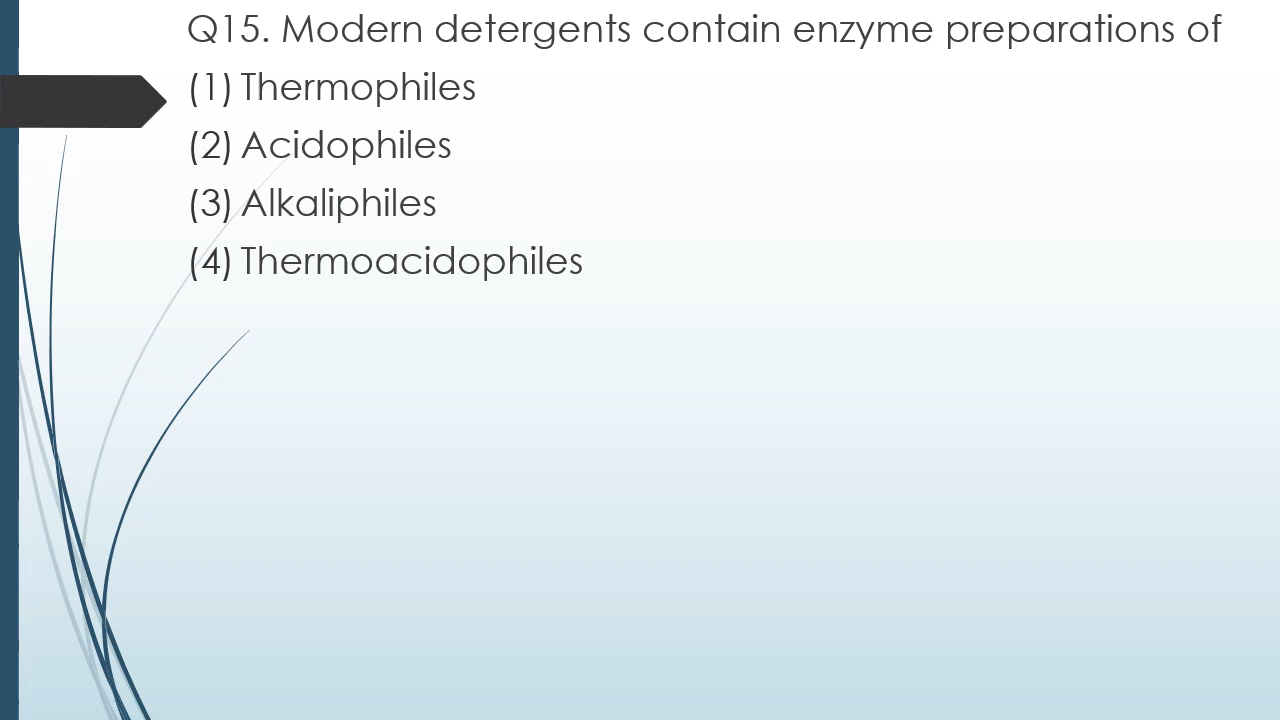 Q15. Modern detergents contain enzyme preparations of
(1) Thermophiles
(2) Acidophiles
(3) Alkaliphiles
(4) Thermoacidophiles